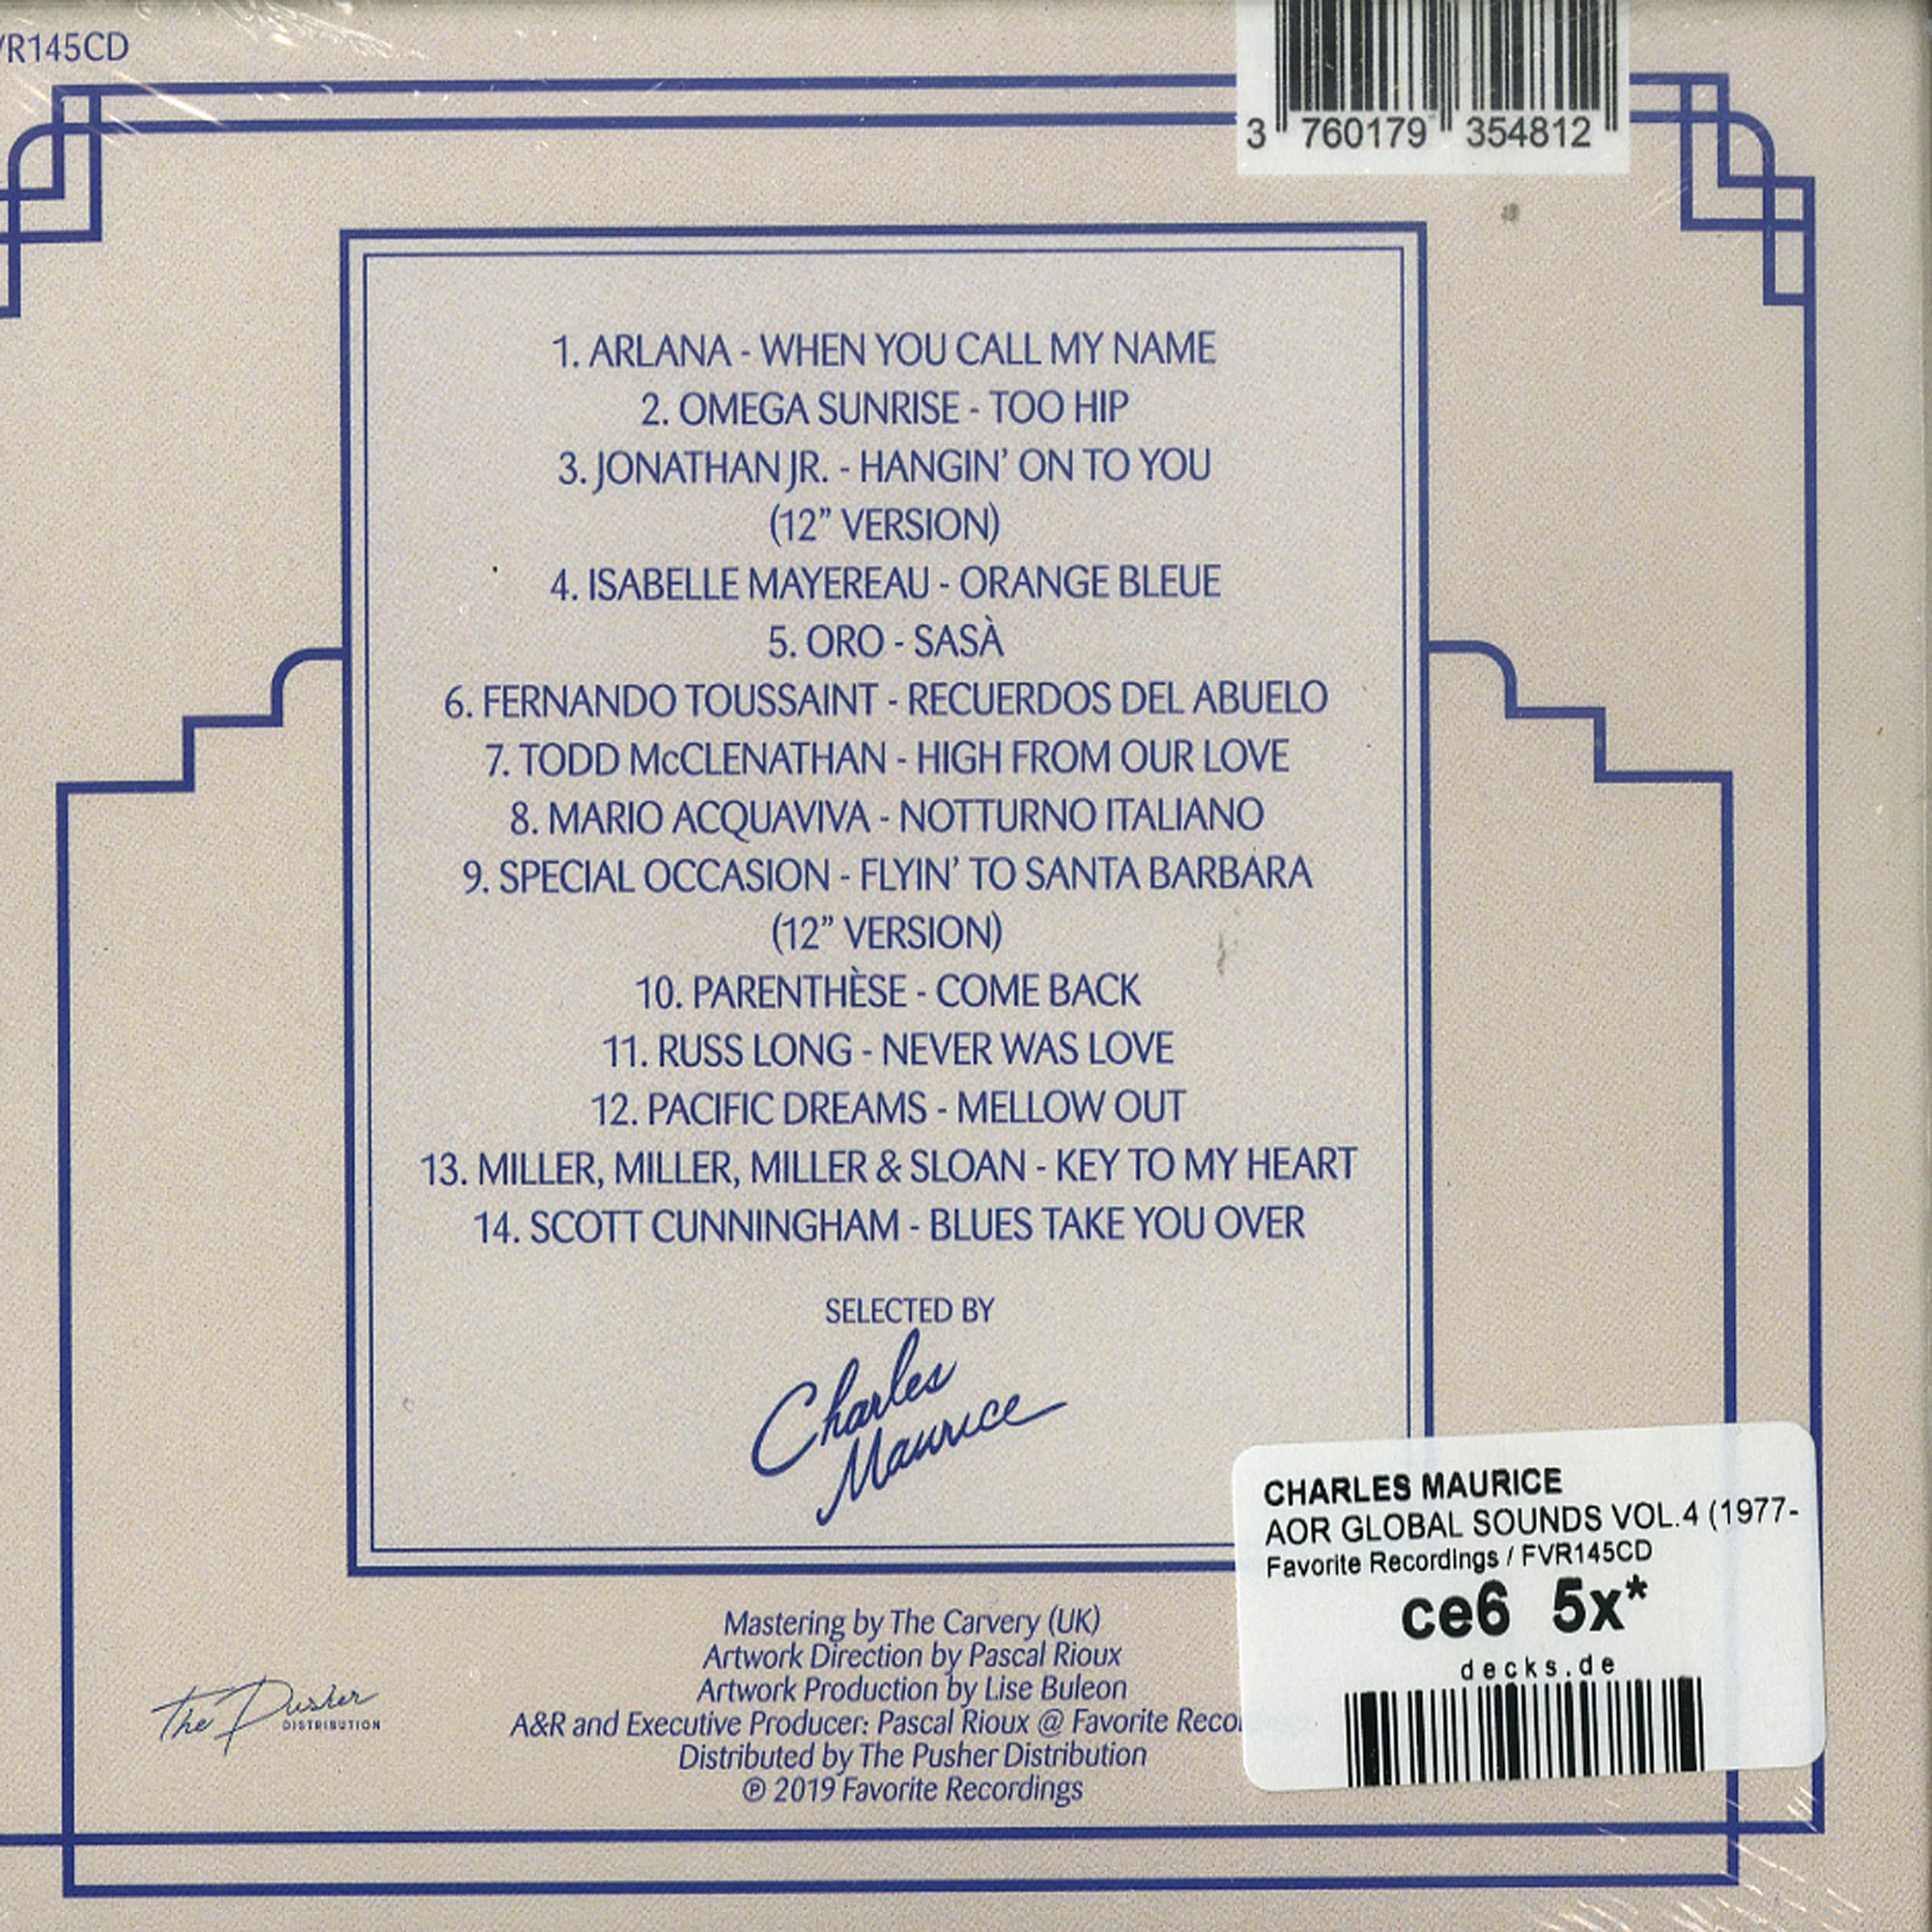 VR145CD
3 760179 354812
1. ARLANA - WHEN YOU CALL MY NAME
2. OMEGA SUNRISE - TOO HIP
3. JONATHAN JR. - HANGIN’ ON TO YOU
(12” VERSION)
4. ISABELLE MAYEREAU - ORANGE BLEUE
5. ORO - SASÀ
6. FERNANDO TOUSSAINT - RECUERDOS DEL ABUELO
7. TODD McCLENATHAN - HIGH FROM OUR LOVE
8. MARIO ACQUAVIVA - NOTTURNO ITALIANO
9. SPECIAL OCCASION - FLYIN’ TO SANTA BARBARA
(12” VERSION)
10. PARENTHÈSE - COME BACK
11. RUSS LONG - NEVER WAS LOVE
12. PACIFIC DREAMS - MELLOW OUT
13. MILLER, MILLER, MILLER & SLOAN - KEY TO MY HEART
14. SCOTT CUNNINGHAM - BLUES TAKE YOU OVER
SELECTED BY
Charles
Maurice
CHARLES MAURICE
AOR GLOBAL SOUNDS VOL.4 (1977-
Favorite Recordings / FVR145CD
ce6 5x*
decks.de
Mastering by The Carvery (UK)
Artwork Direction by Pascal Rioux
Artwork Production by Lise Buleon
A&R and Executive Producer: Pascal Rioux @ Favorite Reco
Distributed by The Pusher Distribution
℗ 2019 Favorite Recordings
The Pusher
DISTRIBUTION